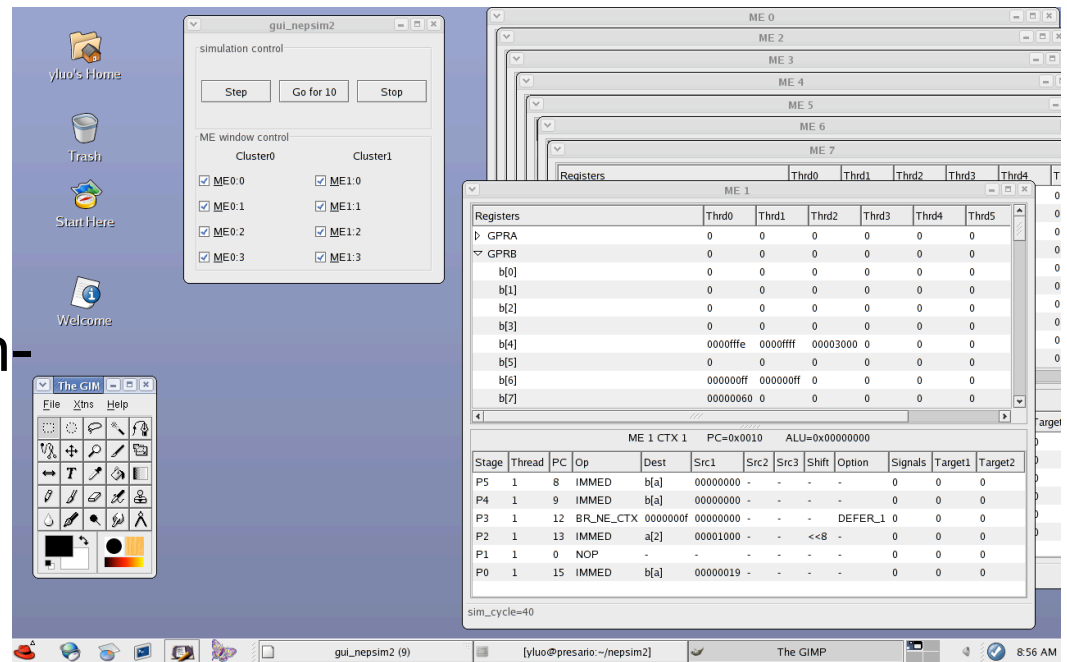 yluo's Home
Trash
Start Here
Welcome
n-
gui_nepsim2
simulation control
Step Go for 10 Stop
ME window control
Cluster0 Cluster1
ME0:0 ME1:0
ME0:1 ME1:1
ME0:2 ME1:2
ME0:3 ME1:3
The GIM
File Xtns Help
ME 0
ME 2
ME 3
ME 4
ME 5
ME 6
ME 7
Registers Thrd0 Thrd1 Thrd2 Thrd3 Thrd4 T
ME 1
Registers Thrd0 Thrd1 Thrd2 Thrd3 Thrd4 Thrd5
GPRA 0 0 0 0 0 0
GPRB 0 0 0 0 0 0
b[0] 0 0 0 0 0 0
b[1] 0 0 0 0 0 0
b[2] 0 0 0 0 0 0
b[3] 0 0 0 0 0 0
b[4] 0000fffe 0000ffff 00003000 0 0 0
b[5] 0 0 0 0 0 0
b[6] 000000ff 000000ff 0 0 0 0
b[7] 00000060 0 0 0 0 0
ME 1 CTX 1 PC=0x0010 ALU=0x00000000
Stage Thread PC Op Dest Src1 Src2 Src3 Shift Option Signals Target1 Target2
P5 1 8 IMMED b[a] 00000000 - - - - 0 0 0
P4 1 9 IMMED b[a] 00000000 - - - - 0 0 0
P3 1 12 BR_NE_CTX 0000000f 00000000 - - - DEFER_1 0 0 0
P2 1 13 IMMED a[2] 00001000 - - <<8 - 0 0 0
P1 1 0 NOP - - - - - - 0 0 0
P0 1 15 IMMED b[a] 00000019 - - - - 0 0 0
sim_cycle=40
Target
gui_nepsim2 (9) [yluo@presario:~/nepsim2] The GIMP 8:56 AM